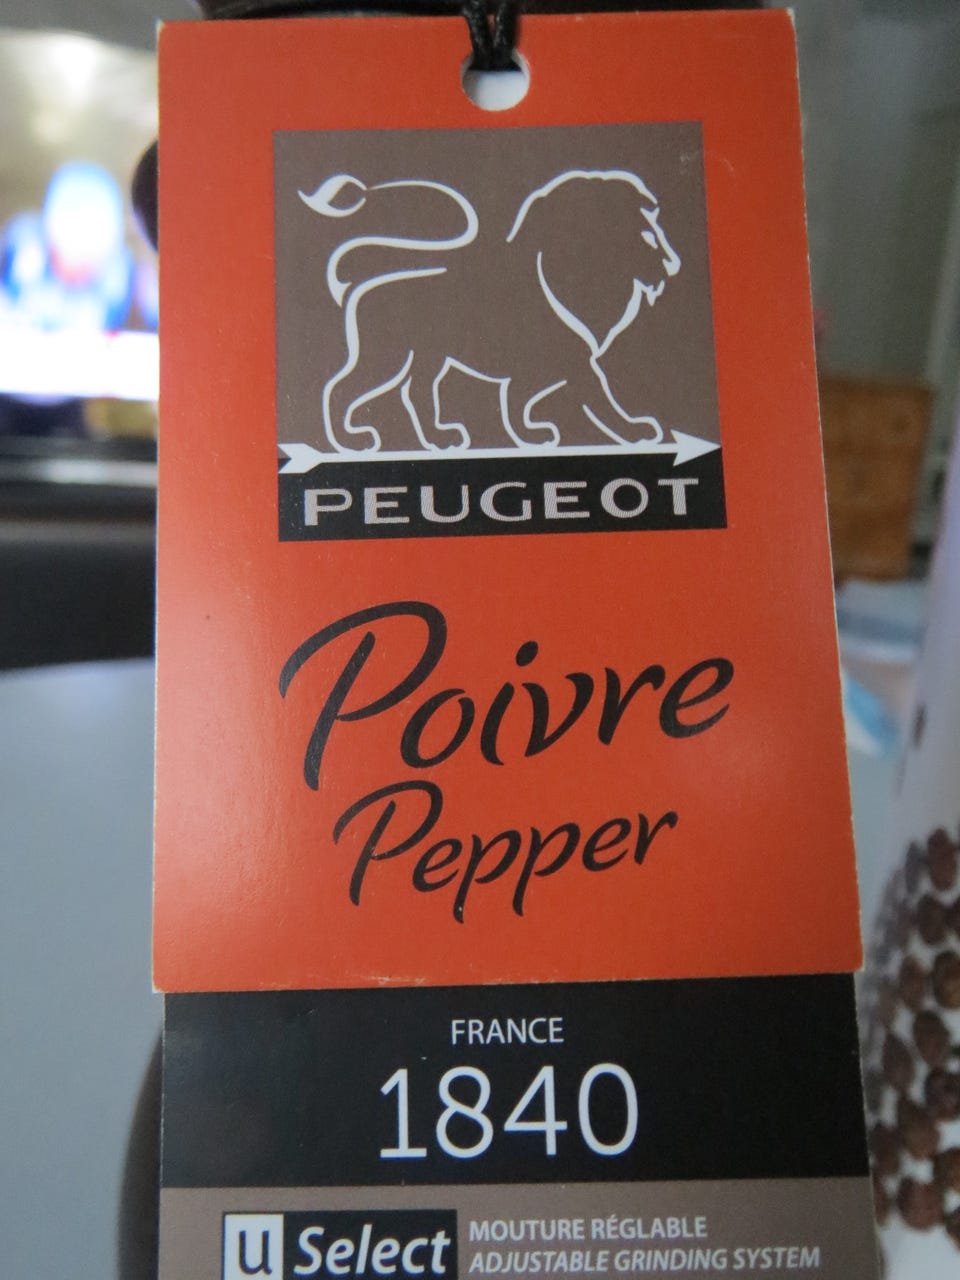 PEUGEOT
Poivre
Pepper
FRANCE
1840
u Select
MOUTURE RÉGLABLE
ADJUSTABLE GRINDING SYSTEM